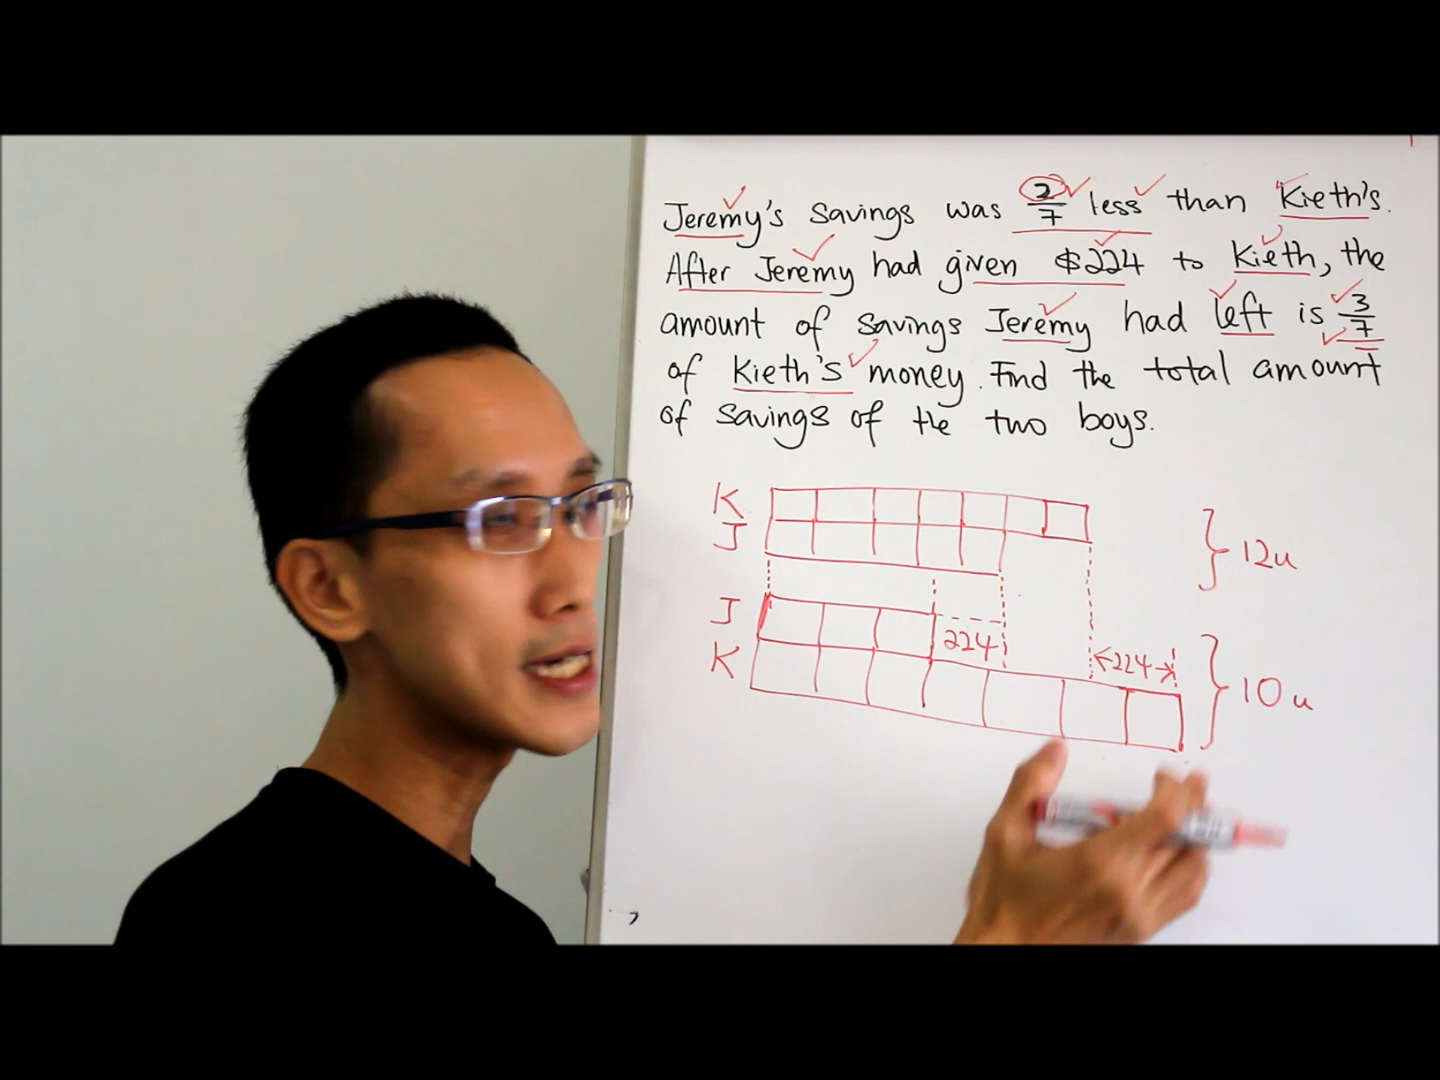 Jeremy's savings was 2/7 less than Kieth's.
After Jeremy had given $224 to Kieth, the
amount of savings Jeremy had left is 3/7
of Kieth's money. Find the total amount
of savings of the two boys.
K
J
12u
J
224
K
224
10u